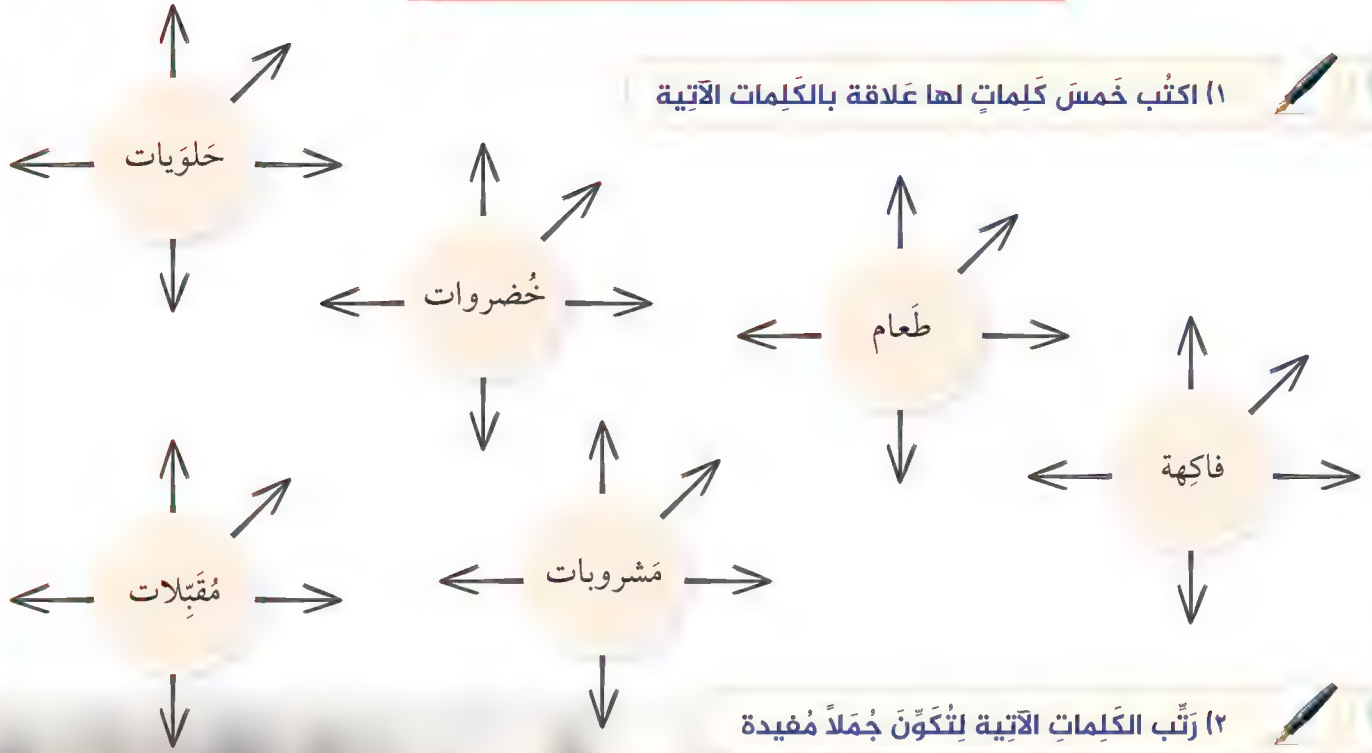 ١) اكتُب خَمسَ كَلِماتٍ لها عَلاقة بالكَلِمات الآتِية
حَلوَيات
خُضروات
طَعام
فاكِهة
مَشروبات
مُقَبِّلات
٢) رَتِّب الكَلِماتِ الآتِية لِتُكَوِّنَ جُمَلاً مُفيدة